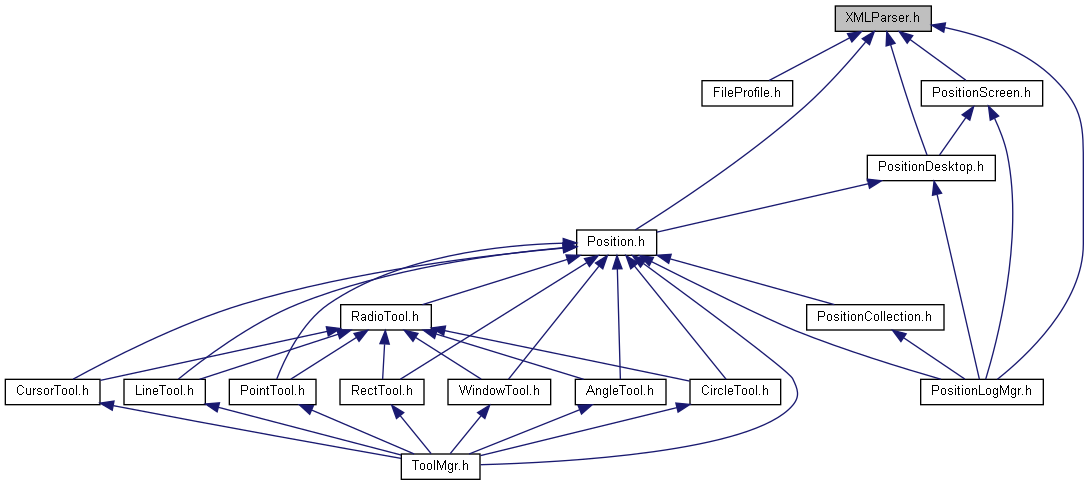 XMLParser.h
FileProfile.h
PositionScreen.h
PositionDesktop.h
Position.h
RadioTool.h
PositionCollection.h
CursorTool.h
LineTool.h
PointTool.h
RectTool.h
WindowTool.h
AngleTool.h
CircleTool.h
PositionLogMgr.h
ToolMgr.h